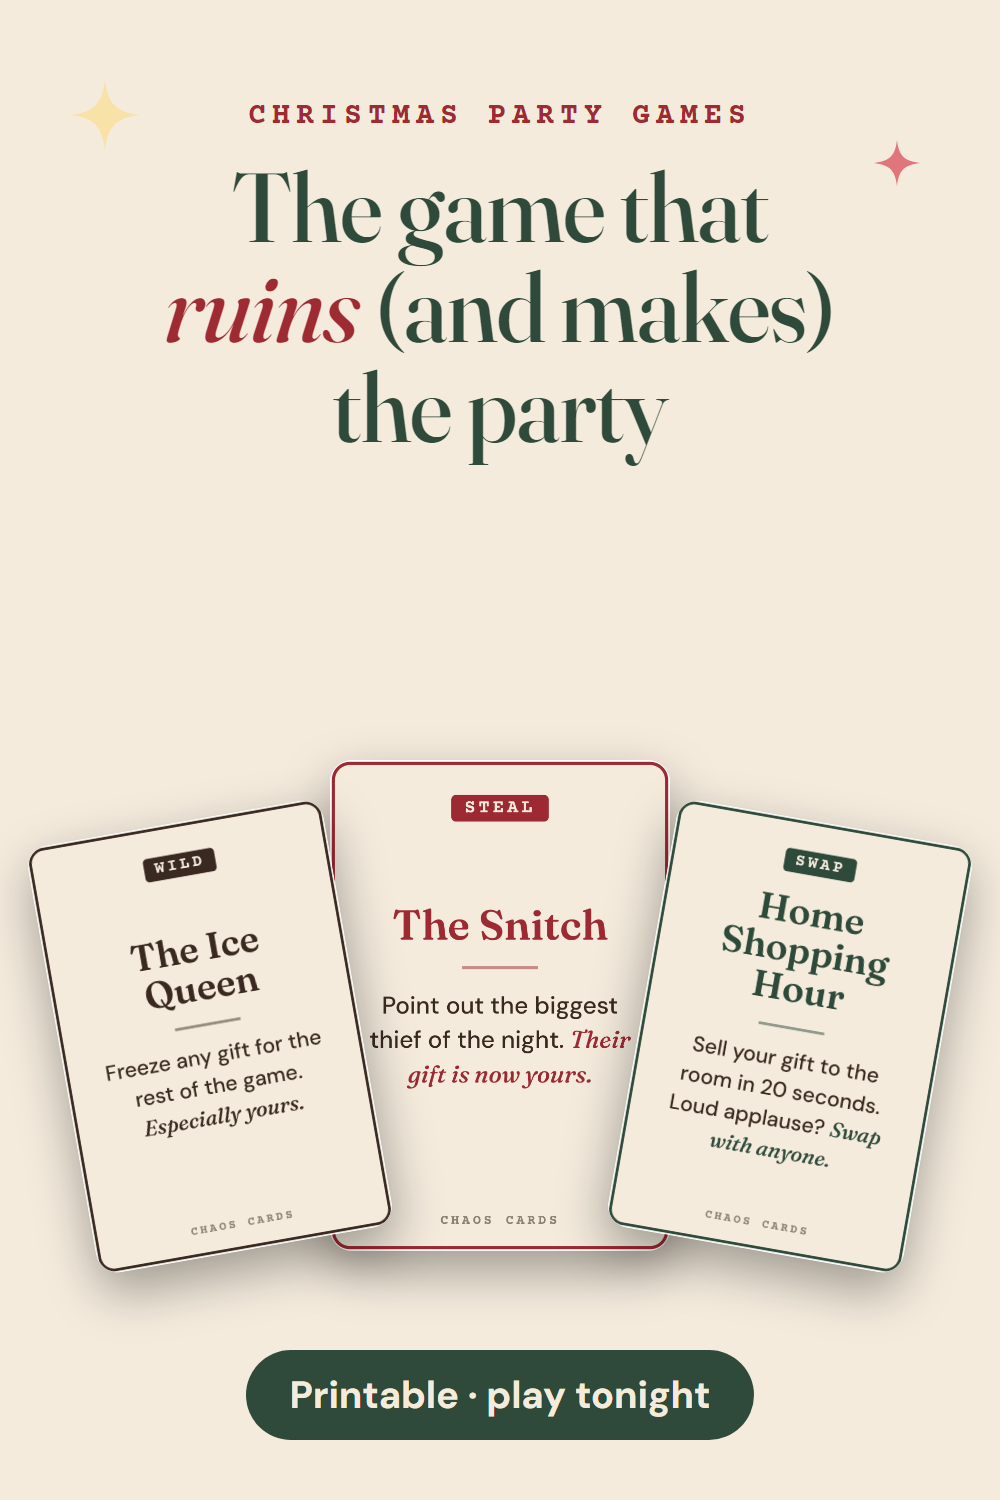 CHRISTMAS PARTY GAMES
The game that
ruins (and makes)
the party
WILD
The Ice
Queen
Freeze any gift for the
rest of the game.
Especially yours.
CHAOS CARDS
STEAL
The Snitch
Point out the biggest
thief of the night. Their
gift is now yours.
CHAOS CARDS
SWAP
Home
Shopping
Hour
Sell your gift to the
room in 20 seconds.
Loud applause? Swap
with anyone.
CHAOS CARDS
Printable · play tonight